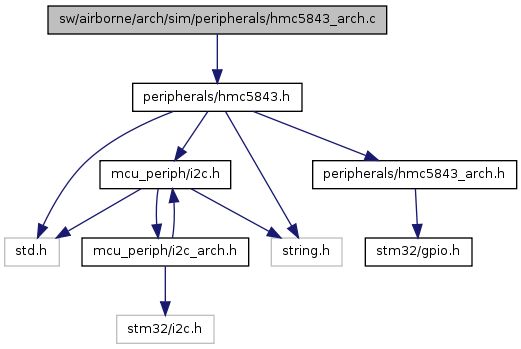 sw/airborne/arch/sim/peripherals/hmc5843_arch.c
peripherals/hmc5843.h
mcu_periph/i2c.h
peripherals/hmc5843_arch.h
std.h
mcu_periph/i2c_arch.h
string.h
stm32/gpio.h
stm32/i2c.h